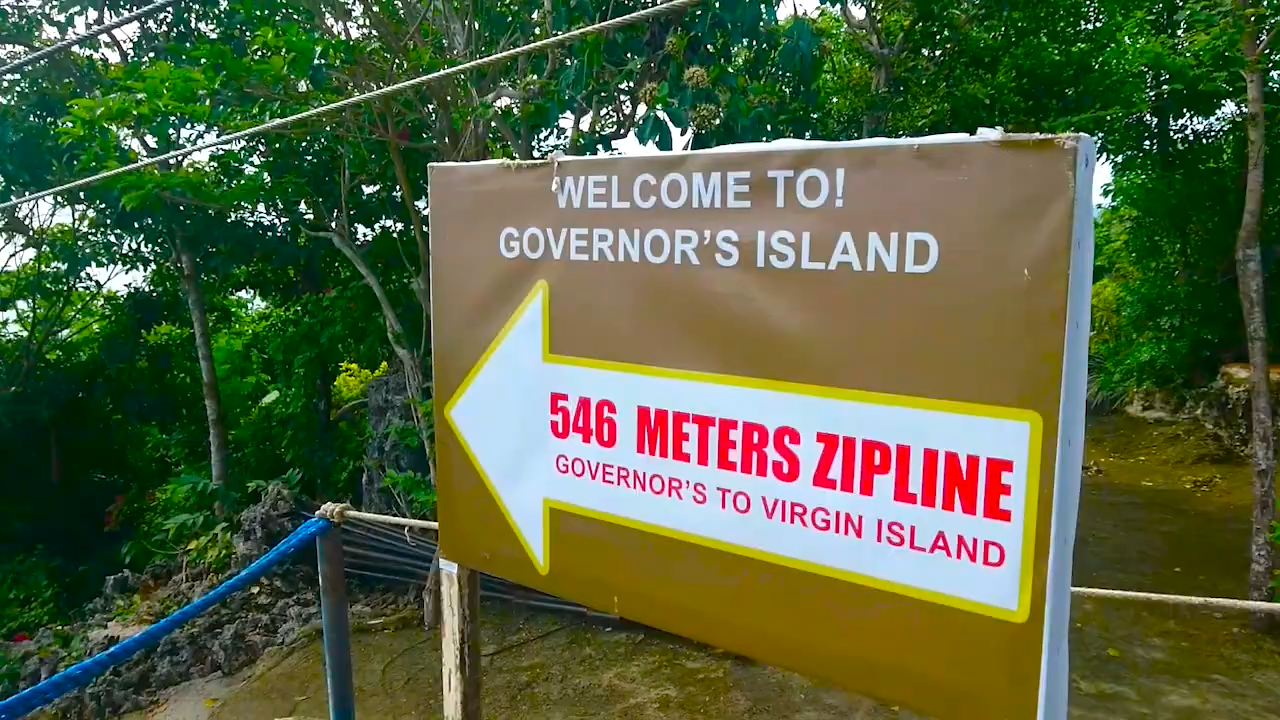 WELCOME TO!
GOVERNOR’S ISLAND
546 METERS ZIPLINE
GOVERNOR’S TO VIRGIN ISLAND